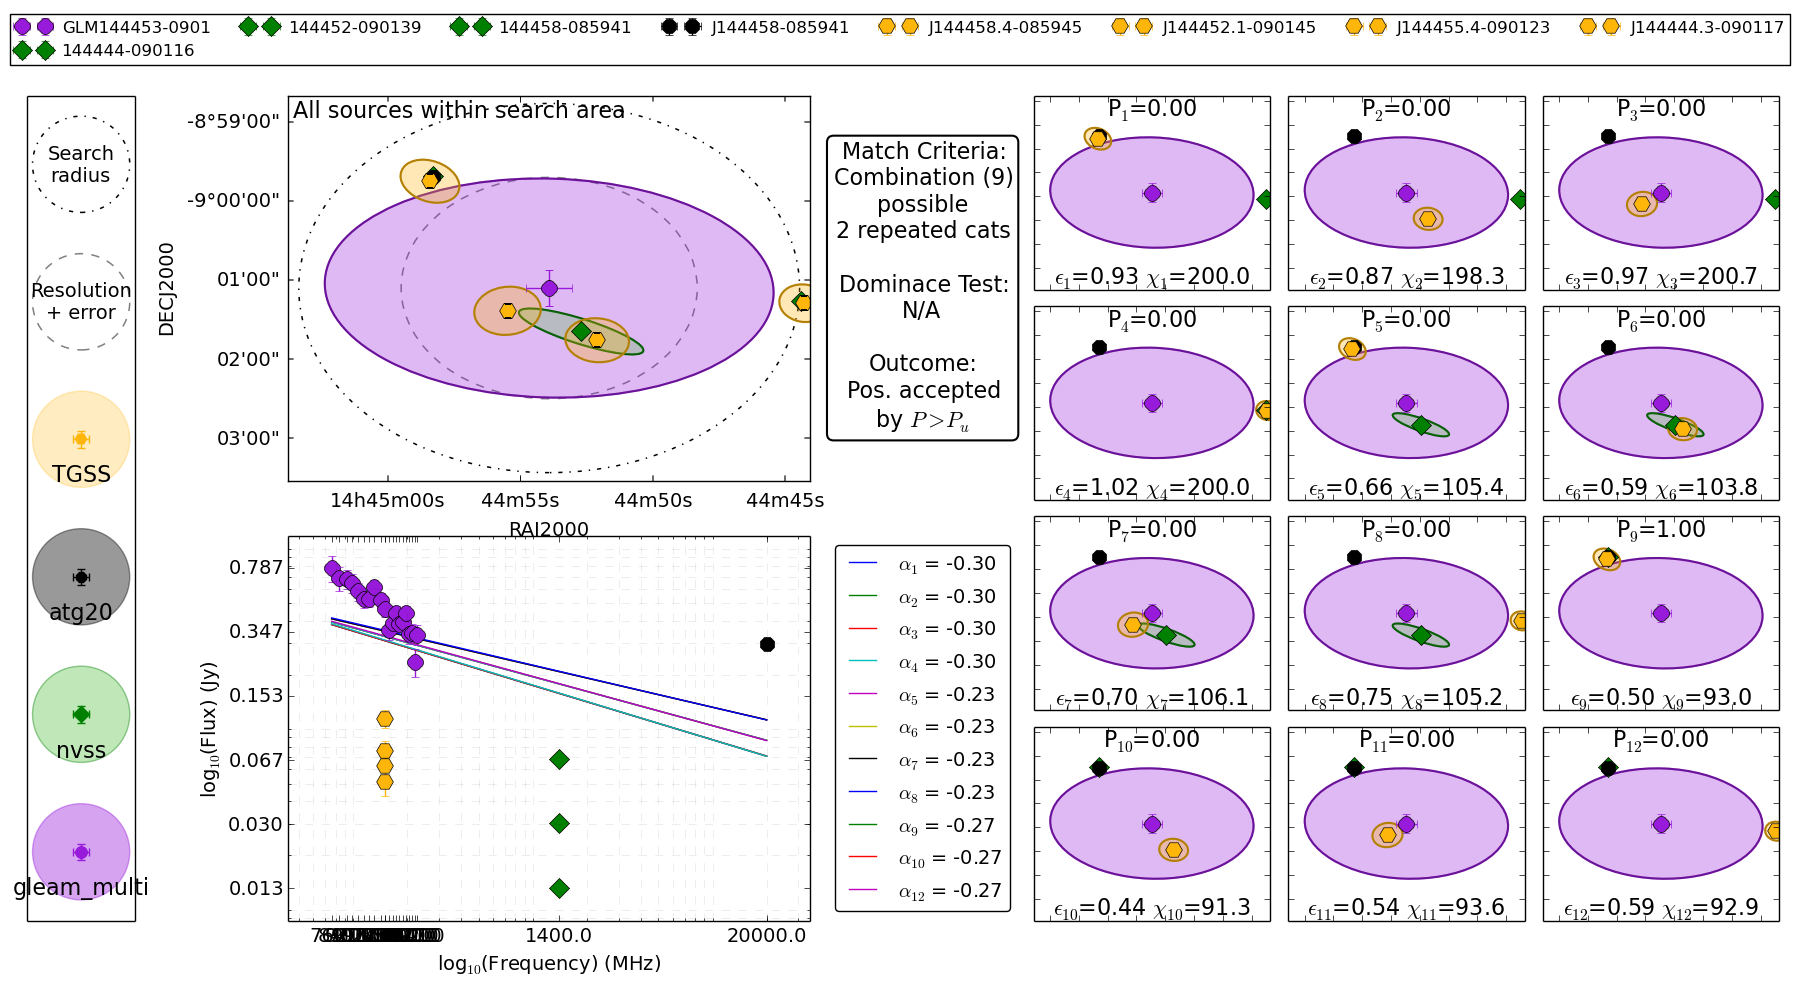 GLM144453-0901 144452-090139 144458-085941 J144458-085941 J144458.4-085945 J144452.1-090145 J144455.4-090123 J144444.3-090117
144444-090116
Search
radius
Resolution
+ error
TGSS
atg20
nvss
gleam_multi
All sources within search area
DECJ2000
-8°59'00"
-9°00'00"
01'00"
02'00"
03'00"
14h45m00s 44m55s 44m50s 44m45s
RAJ2000
Match Criteria:
Combination (9)
possible
2 repeated cats
Dominace Test:
N/A
Outcome:
Pos. accepted
by P>Pu
log10(Flux) (Jy)
0.787
0.347
0.153
0.067
0.030
0.013
1400.0 20000.0
log10(Frequency) (MHz)
α1 = -0.30
α2 = -0.30
α3 = -0.30
α4 = -0.30
α5 = -0.23
α6 = -0.23
α7 = -0.23
α8 = -0.23
α9 = -0.27
α10 = -0.27
α12 = -0.27
P1=0.00 P2=0.00 P3=0.00
ϵ1=0.93 χ1=200.0 ϵ2=0.87 χ2=198.3 ϵ3=0.97 χ3=200.7
P4=0.00 P5=0.00 P6=0.00
ϵ4=1.02 χ4=200.0 ϵ5=0.66 χ5=105.4 ϵ6=0.59 χ6=103.8
P7=0.00 P8=0.00 P9=1.00
ϵ7=0.70 χ7=106.1 ϵ8=0.75 χ8=105.2 ϵ9=0.50 χ9=93.0
P10=0.00 P11=0.00 P12=0.00
ϵ10=0.44 χ10=91.3 ϵ11=0.54 χ11=93.6 ϵ12=0.59 χ12=92.9